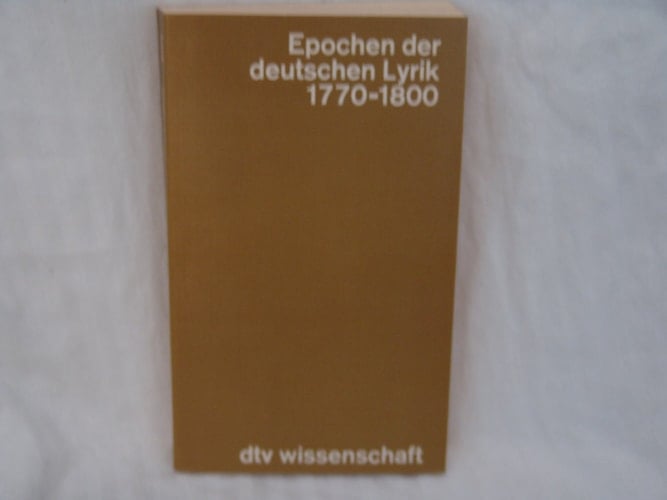 Epochen der
deutschen Lyrik
1770-1800
dtv wissenschaft